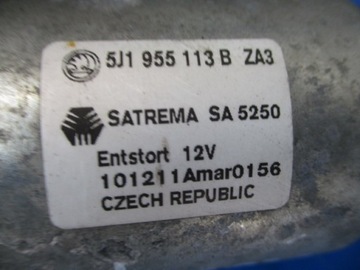 5J1 955 113 B ZA3
SATREMA SA 5250
Entstort 12V
101211Amar0156
CZECH REPUBLIC